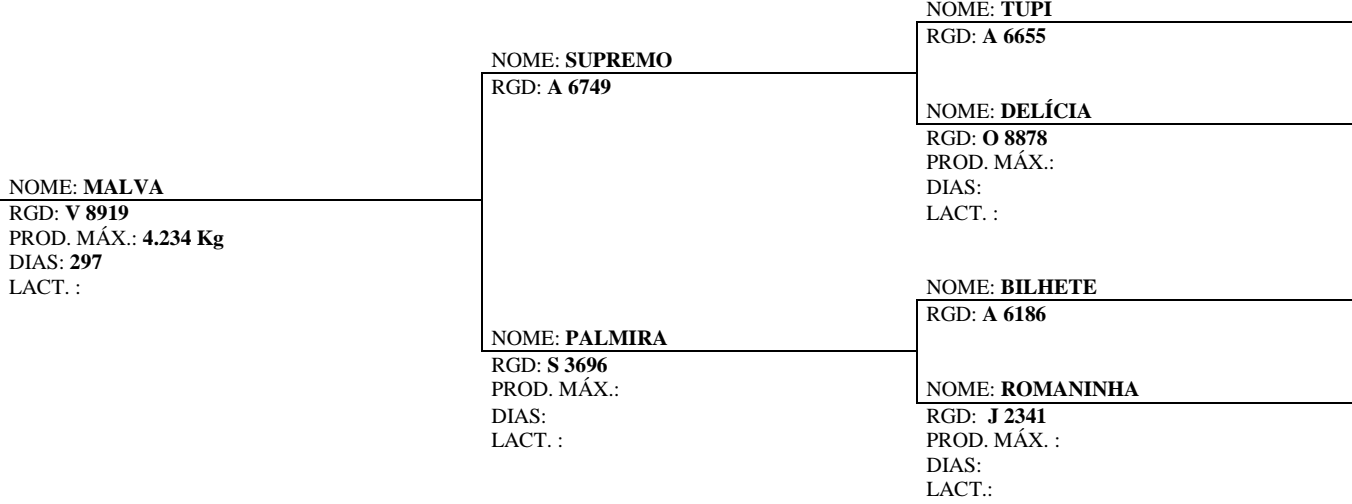 NOME: TUPI
RGD: A 6655
NOME: SUPREMO
RGD: A 6749
NOME: DELÍCIA
RGD: O 8878
PROD. MÁX.:
DIAS:
LACT. :
NOME: MALVA
RGD: V 8919
PROD. MÁX.: 4.234 Kg
DIAS: 297
LACT. :
NOME: BILHETE
RGD: A 6186
NOME: PALMIRA
RGD: S 3696
PROD. MÁX.:
DIAS:
LACT. :
NOME: ROMANINHA
RGD: J 2341
PROD. MÁX. :
DIAS:
LACT.: